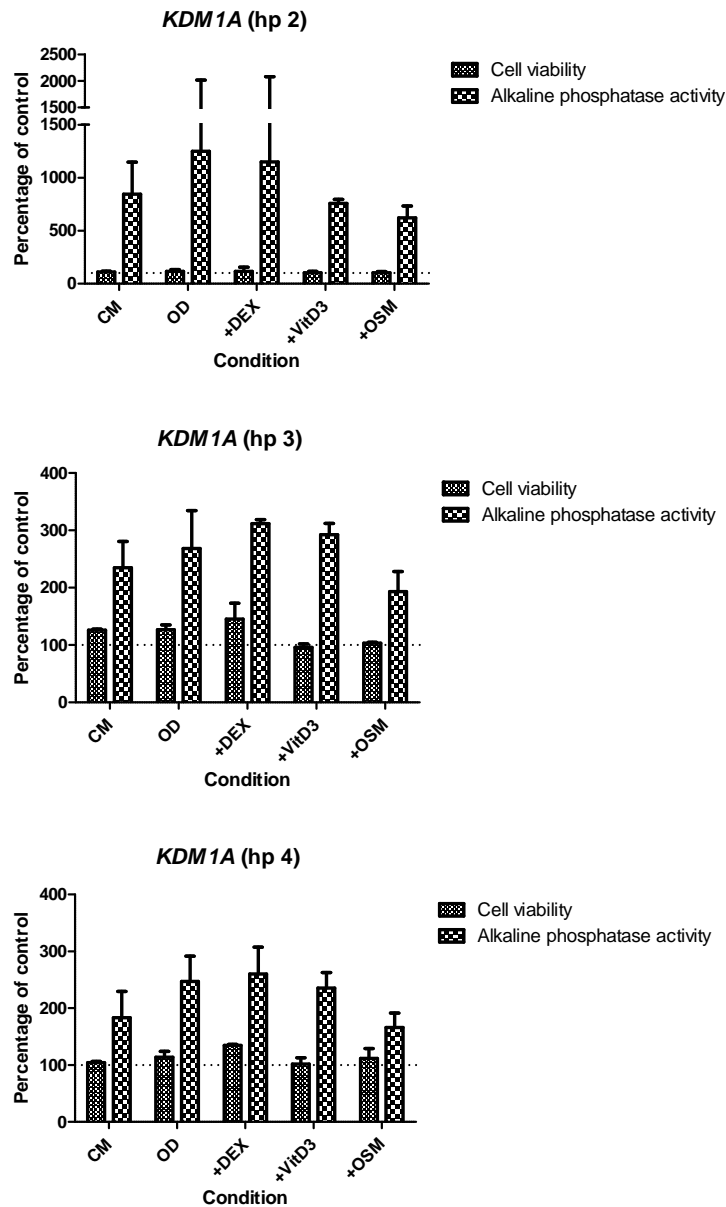 KDM1A (hp 2)
2500
2000
1500
1500
1000
500
0
Percentage of control
CM
OD
+DEX
+VitD3
+OSM
Condition
Cell viability
Alkaline phosphatase activity
KDM1A (hp 3)
400
300
200
100
0
Percentage of control
CM
OD
+DEX
+VitD3
+OSM
Condition
Cell viability
Alkaline phosphatase activity
KDM1A (hp 4)
400
300
200
100
0
Percentage of control
CM
OD
+DEX
+VitD3
+OSM
Condition
Cell viability
Alkaline phosphatase activity